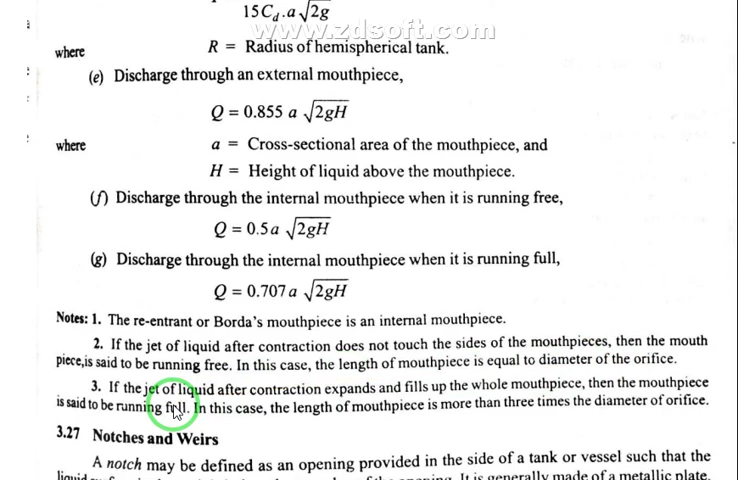 15 C_d . a √2g
www.zdsoft.com
where
R = Radius of hemispherical tank.
(e) Discharge through an external mouthpiece,
Q = 0.855 a √2gH
where
a = Cross-sectional area of the mouthpiece, and
H = Height of liquid above the mouthpiece.
(f) Discharge through the internal mouthpiece when it is running free,
Q = 0.5 a √2gH
(g) Discharge through the internal mouthpiece when it is running full,
Q = 0.707 a √2gH
Notes: 1. The re-entrant or Borda's mouthpiece is an internal mouthpiece.
2. If the jet of liquid after contraction does not touch the sides of the mouthpieces, then the mouth
piece,is said to be running free. In this case, the length of mouthpiece is equal to diameter of the orifice.
3. If the jet of liquid after contraction expands and fills up the whole mouthpiece, then the mouthpiece
is said to be running full. In this case, the length of mouthpiece is more than three times the diameter of orifice.
3.27 Notches and Weirs
A notch may be defined as an opening provided in the side of a tank or vessel such that the
opening. It is generally made of a metallic plate.